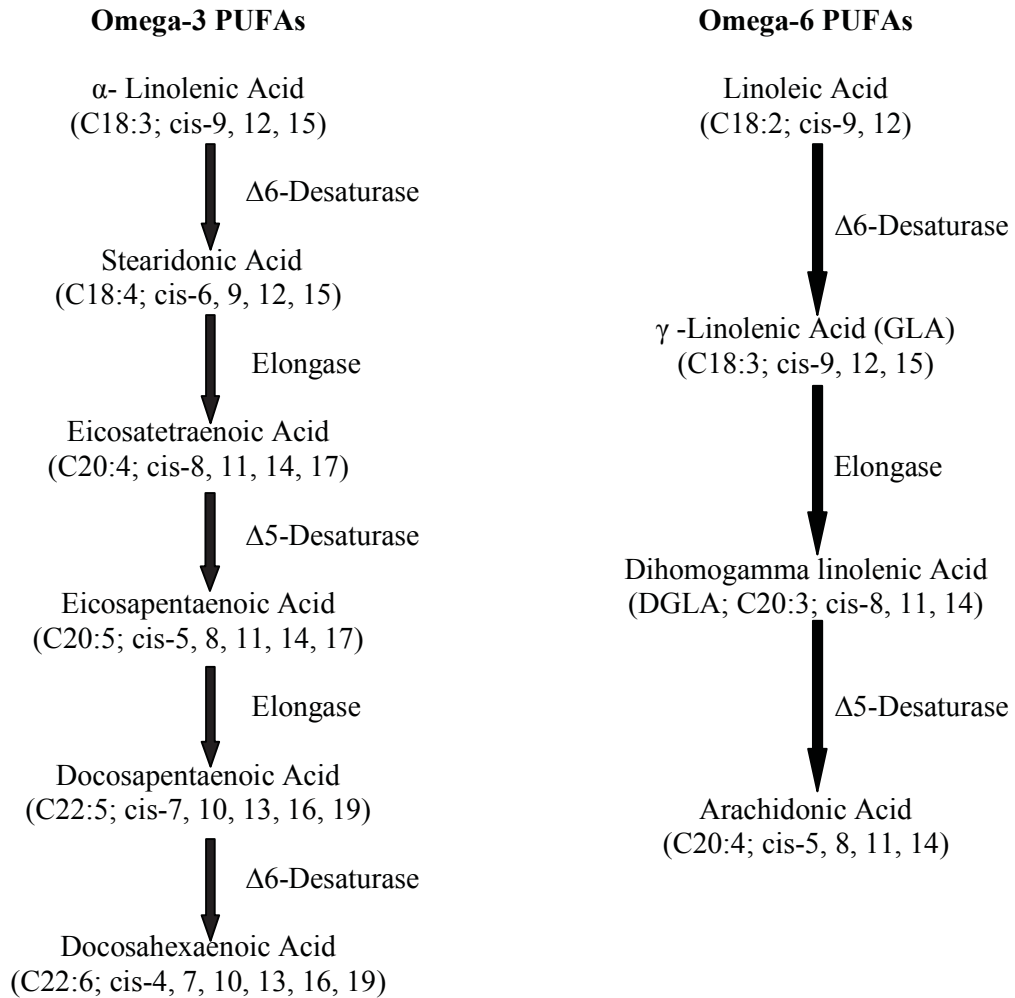 Omega-3 PUFAs
α- Linolenic Acid
(C18:3; cis-9, 12, 15)
Δ6-Desaturase
Stearidonic Acid
(C18:4; cis-6, 9, 12, 15)
Elongase
Eicosatetraenoic Acid
(C20:4; cis-8, 11, 14, 17)
Δ5-Desaturase
Eicosapentaenoic Acid
(C20:5; cis-5, 8, 11, 14, 17)
Elongase
Docosapentaenoic Acid
(C22:5; cis-7, 10, 13, 16, 19)
Δ6-Desaturase
Docosahexaenoic Acid
(C22:6; cis-4, 7, 10, 13, 16, 19)
Omega-6 PUFAs
Linoleic Acid
(C18:2; cis-9, 12)
Δ6-Desaturase
γ -Linolenic Acid (GLA)
(C18:3; cis-9, 12, 15)
Elongase
Dihomogamma linolenic Acid
(DGLA; C20:3; cis-8, 11, 14)
Δ5-Desaturase
Arachidonic Acid
(C20:4; cis-5, 8, 11, 14)